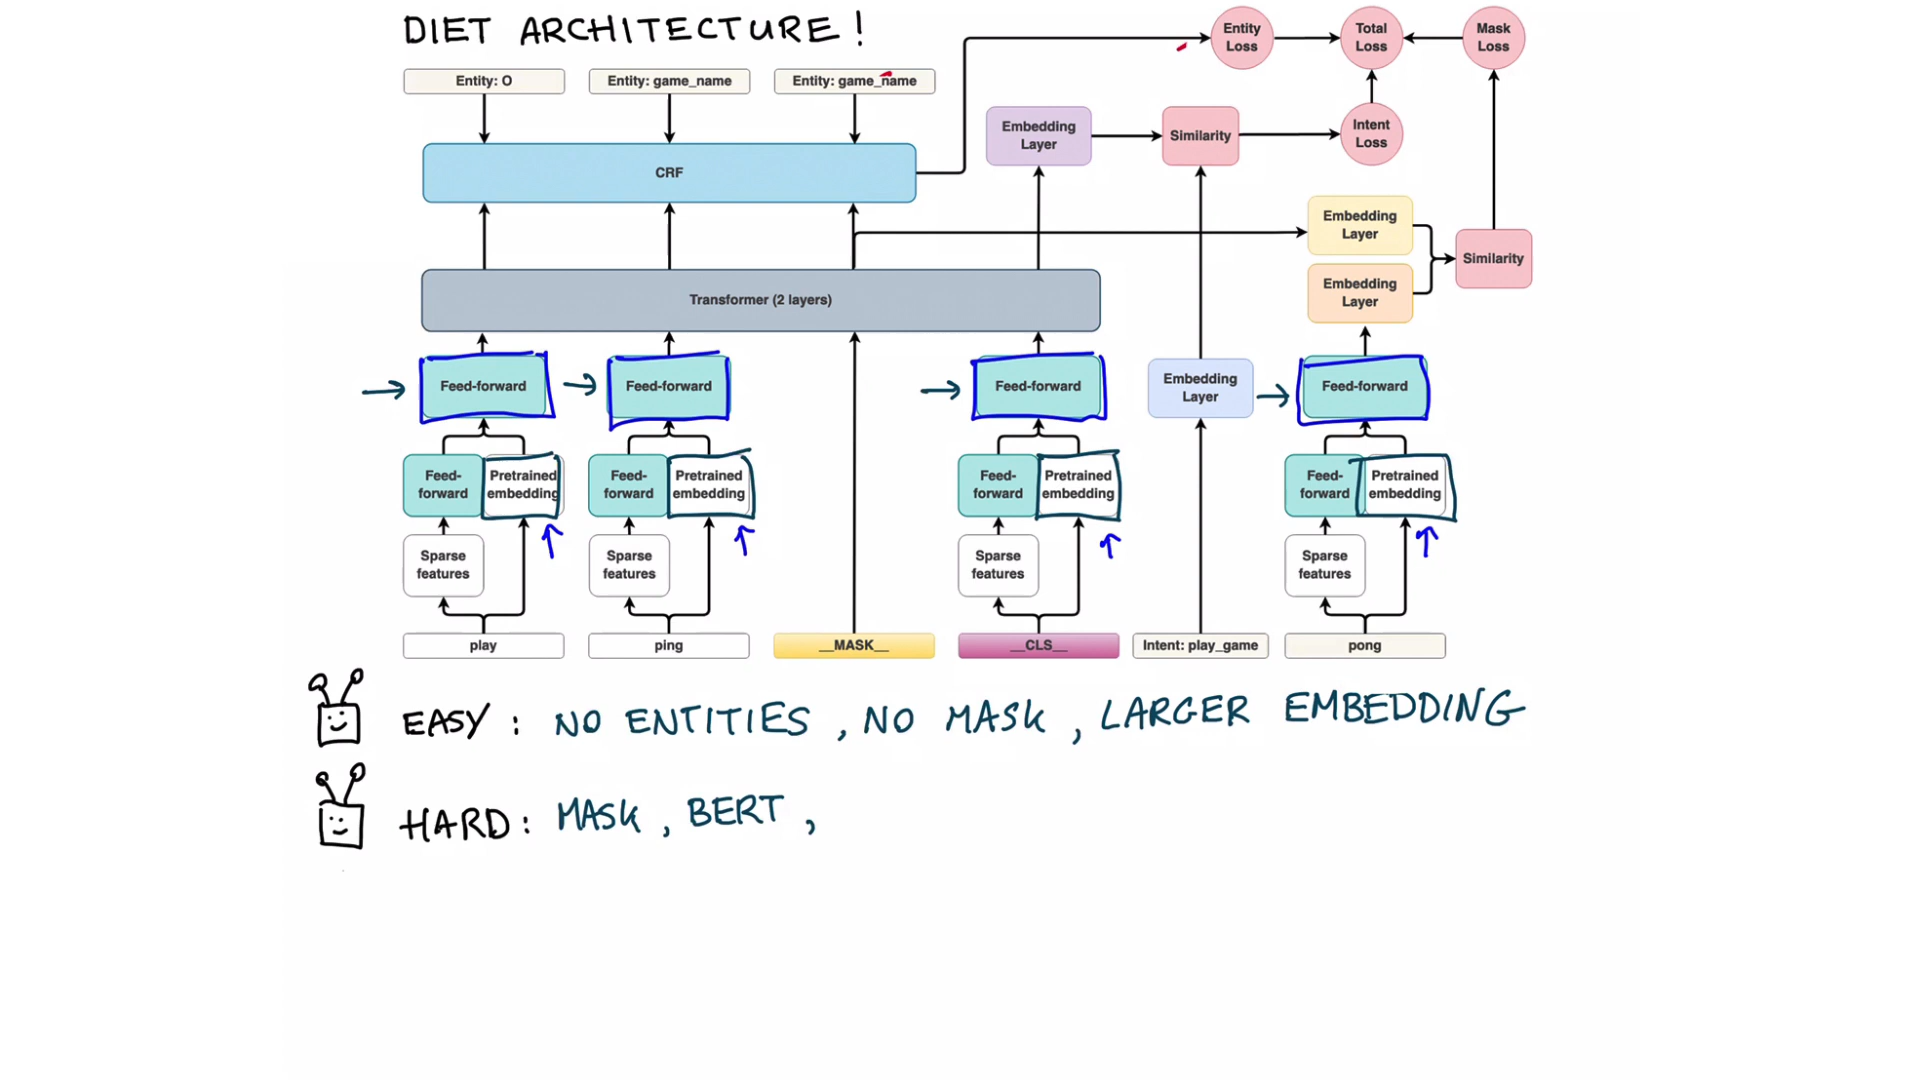 DIET ARCHITECTURE!
Entity: O
Entity: game_name
Entity: game_name
CRF
Transformer (2 layers)
Entity
Loss
Total
Loss
Mask
Loss
Embedding
Layer
Similarity
Intent
Loss
Embedding
Layer
Embedding
Layer
Similarity
Feed-forward
Feed-forward
Feed-forward
Embedding
Layer
Feed-forward
Feed-
forward
Pretrained
embedding
Feed-
forward
Pretrained
embedding
Feed-
forward
Pretrained
embedding
Feed-
forward
Pretrained
embedding
Sparse
features
Sparse
features
Sparse
features
Sparse
features
play
ping
__MASK__
__CLS__
Intent: play_game
pong
EASY: NO ENTITIES, NO MASK, LARGER EMBEDDING
HARD: MASK, BERT,